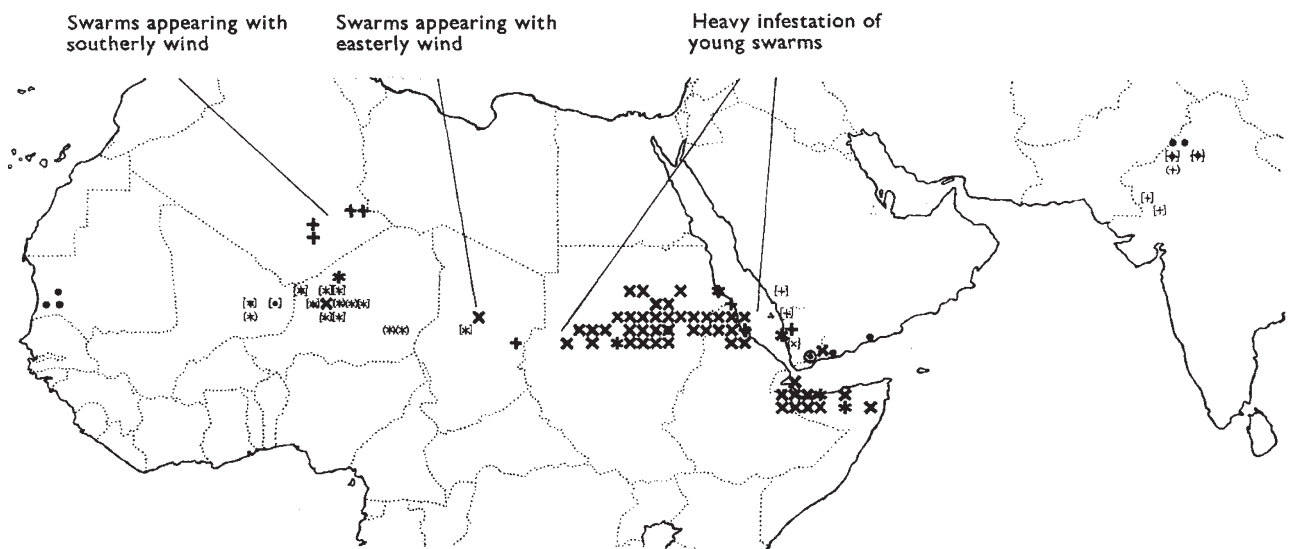 Swarms appearing with
southerly wind
Swarms appearing with
easterly wind
Heavy infestation of
young swarms